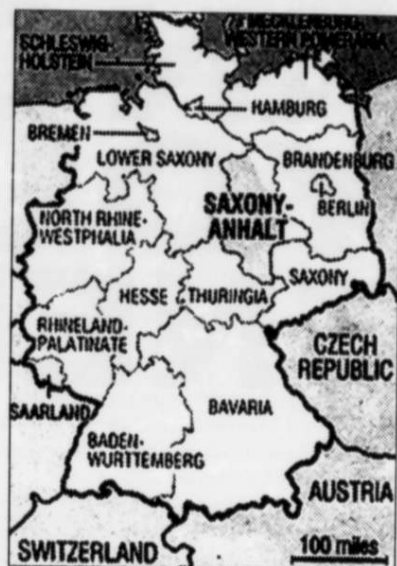 SCHLESWIG-
HOLSTEIN
MECKLENBURG-
WESTERN POMERANIA
HAMBURG
BREMEN
LOWER SAXONY
BRANDENBURG
BERLIN
SAXONY-
ANHALT
NORTH RHINE-
WESTPHALIA
HESSE
THURINGIA
SAXONY
RHINELAND-
PALATINATE
CZECH
REPUBLIC
SAARLAND
BAVARIA
BADEN-
WURTTEMBERG
AUSTRIA
SWITZERLAND
100 miles